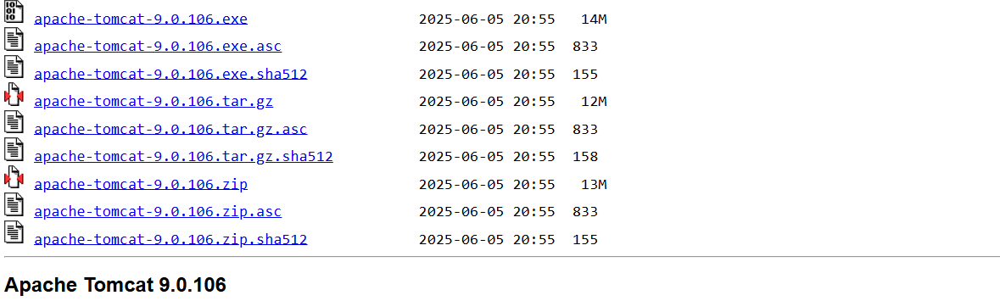 apache-tomcat-9.0.106.exe 2025-06-05 20:55 14M
apache-tomcat-9.0.106.exe.asc 2025-06-05 20:55 833
apache-tomcat-9.0.106.exe.sha512 2025-06-05 20:55 155
apache-tomcat-9.0.106.tar.gz 2025-06-05 20:55 12M
apache-tomcat-9.0.106.tar.gz.asc 2025-06-05 20:55 833
apache-tomcat-9.0.106.tar.gz.sha512 2025-06-05 20:55 158
apache-tomcat-9.0.106.zip 2025-06-05 20:55 13M
apache-tomcat-9.0.106.zip.asc 2025-06-05 20:55 833
apache-tomcat-9.0.106.zip.sha512 2025-06-05 20:55 155
Apache Tomcat 9.0.106